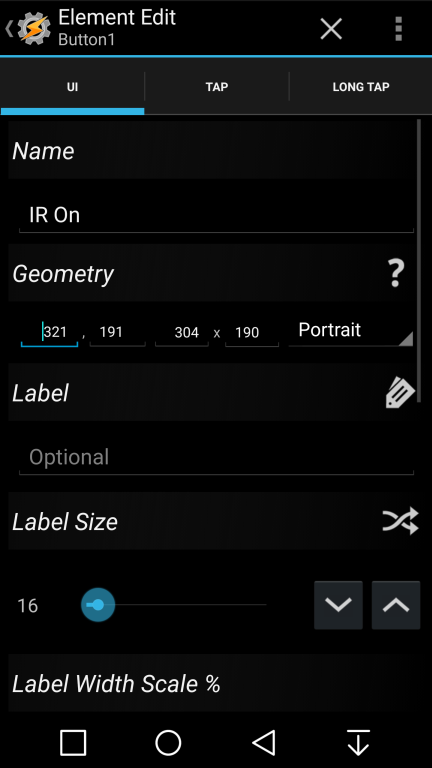 Element Edit
Button1
UI TAP LONG TAP
Name
IR On
Geometry ?
321 , 191 304 x 190 Portrait
Label
Optional
Label Size
16
Label Width Scale %